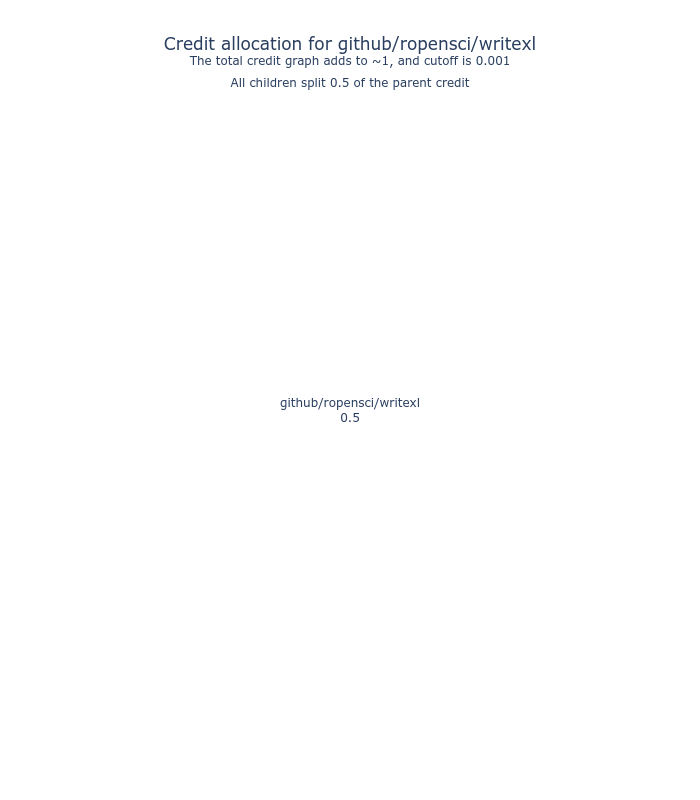 Credit allocation for github/ropensci/writexl
The total credit graph adds to ~1, and cutoff is 0.001
All children split 0.5 of the parent credit
github/ropensci/writexl
0.5